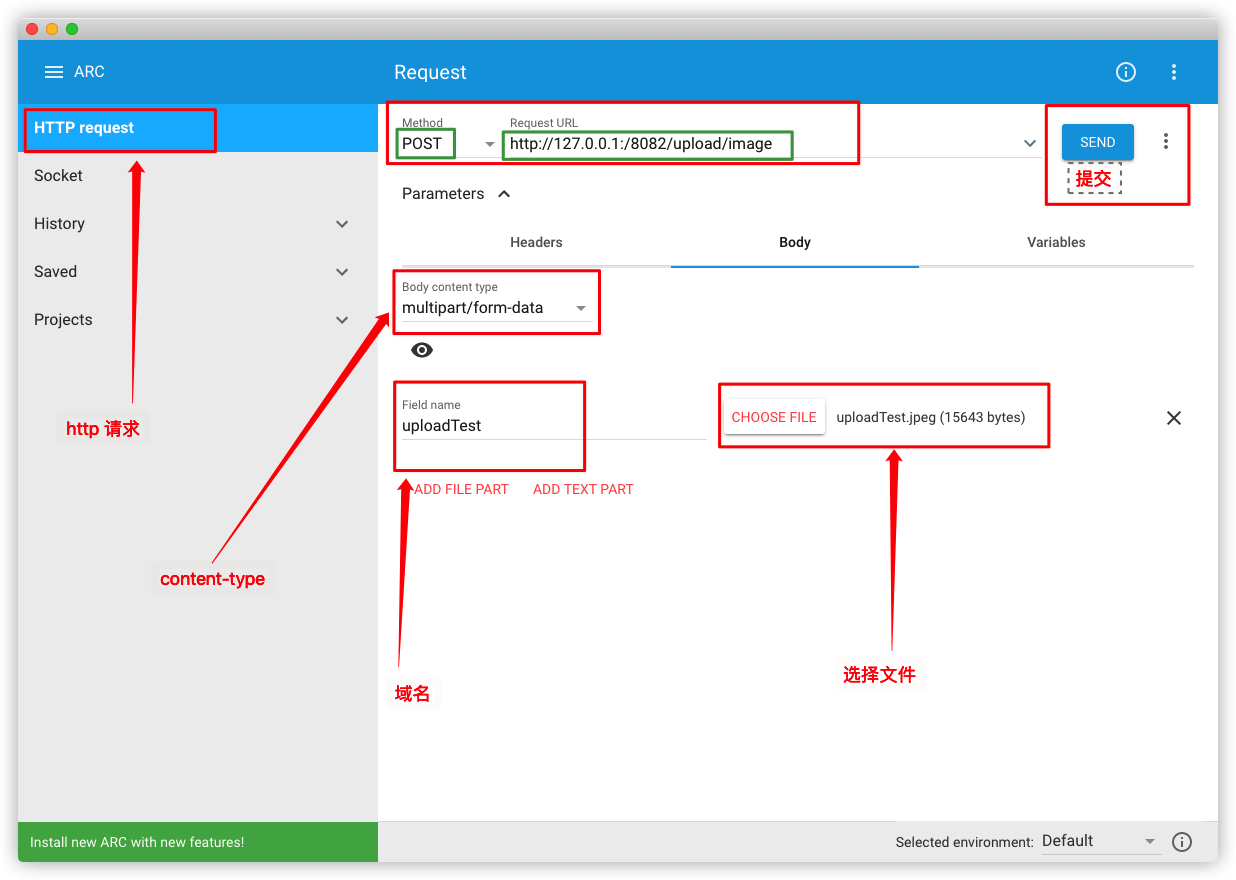 ARC
Request
HTTP request
Socket
History
Saved
Projects
http 请求
content-type
Method
POST
Request URL
http://127.0.0.1:/8082/upload/image
SEND
提交
Parameters
Headers
Body
Variables
Body content type
multipart/form-data
Field name
uploadTest
CHOOSE FILE
uploadTest.jpeg (15643 bytes)
ADD FILE PART
ADD TEXT PART
域名
选择文件
Install new ARC with new features!
Selected environment:
Default